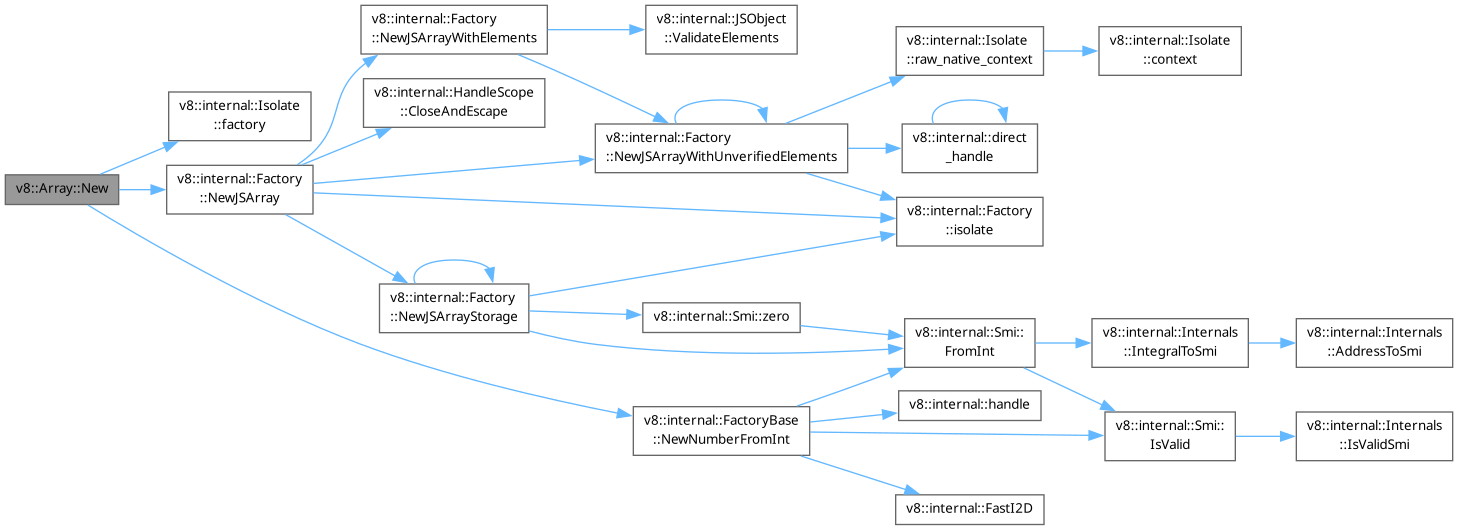 v8::Array::New
v8::internal::Isolate
::factory
v8::internal::Factory
::NewJSArray
v8::internal::Factory
::NewJSArrayWithElements
v8::internal::HandleScope
::CloseAndEscape
v8::internal::Factory
::NewJSArrayStorage
v8::internal::JSObject
::ValidateElements
v8::internal::Factory
::NewJSArrayWithUnverifiedElements
v8::internal::Smi::zero
v8::internal::FactoryBase
::NewNumberFromInt
v8::internal::Isolate
::raw_native_context
v8::internal::direct
_handle
v8::internal::Factory
::isolate
v8::internal::Smi::
FromInt
v8::internal::handle
v8::internal::FastI2D
v8::internal::Isolate
::context
v8::internal::Internals
::IntegralToSmi
v8::internal::Smi::
IsValid
v8::internal::Internals
::AddressToSmi
v8::internal::Internals
::IsValidSmi